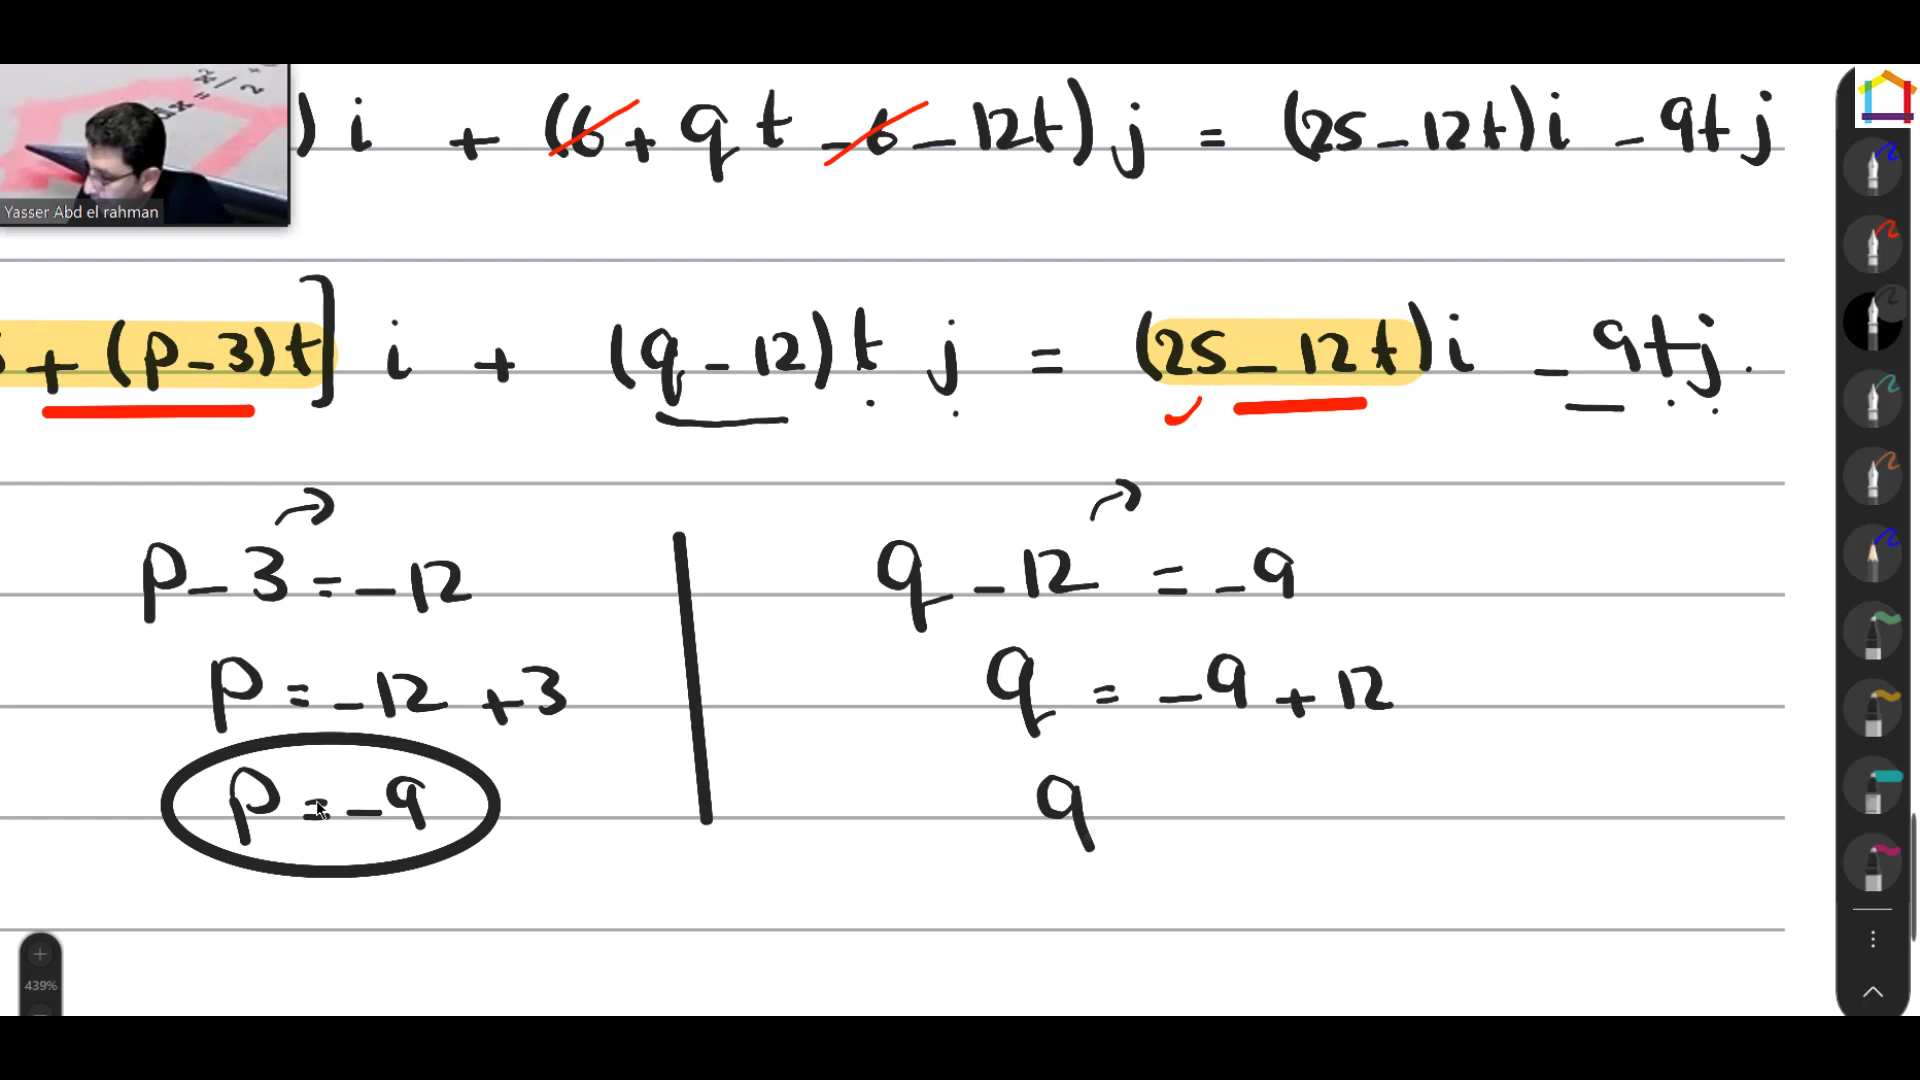 ) i + (6 + qt - 6 - 12t) j = (25 - 12t) i - 9t j
Yasser Abd el rahman
+ (p - 3) t] i + (q - 12) t j = (25 - 12t) i - 9t j .
p - 3 = -12
q - 12 = -9
p = -12 + 3
q = -9 + 12
p = -9
q
439%